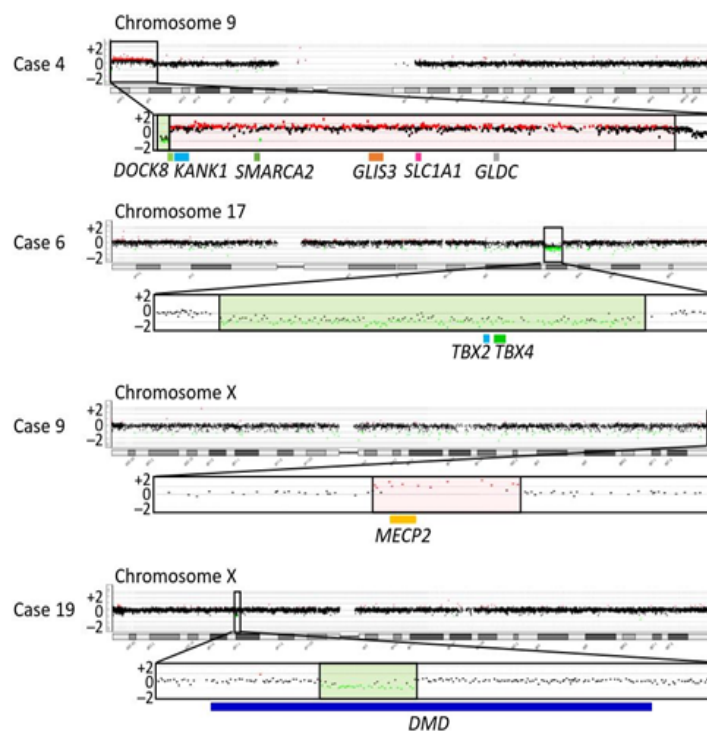 Chromosome 9
Case 4
+2
0
−2
+2
0
−2
DOCK8 KANK1 SMARCA2 GLIS3 SLC1A1 GLDC
Chromosome 17
Case 6
+2
0
−2
+2
0
−2
TBX2 TBX4
Chromosome X
Case 9
+2
0
−2
+2
0
−2
MECP2
Chromosome X
Case 19
+2
0
−2
+2
0
−2
DMD